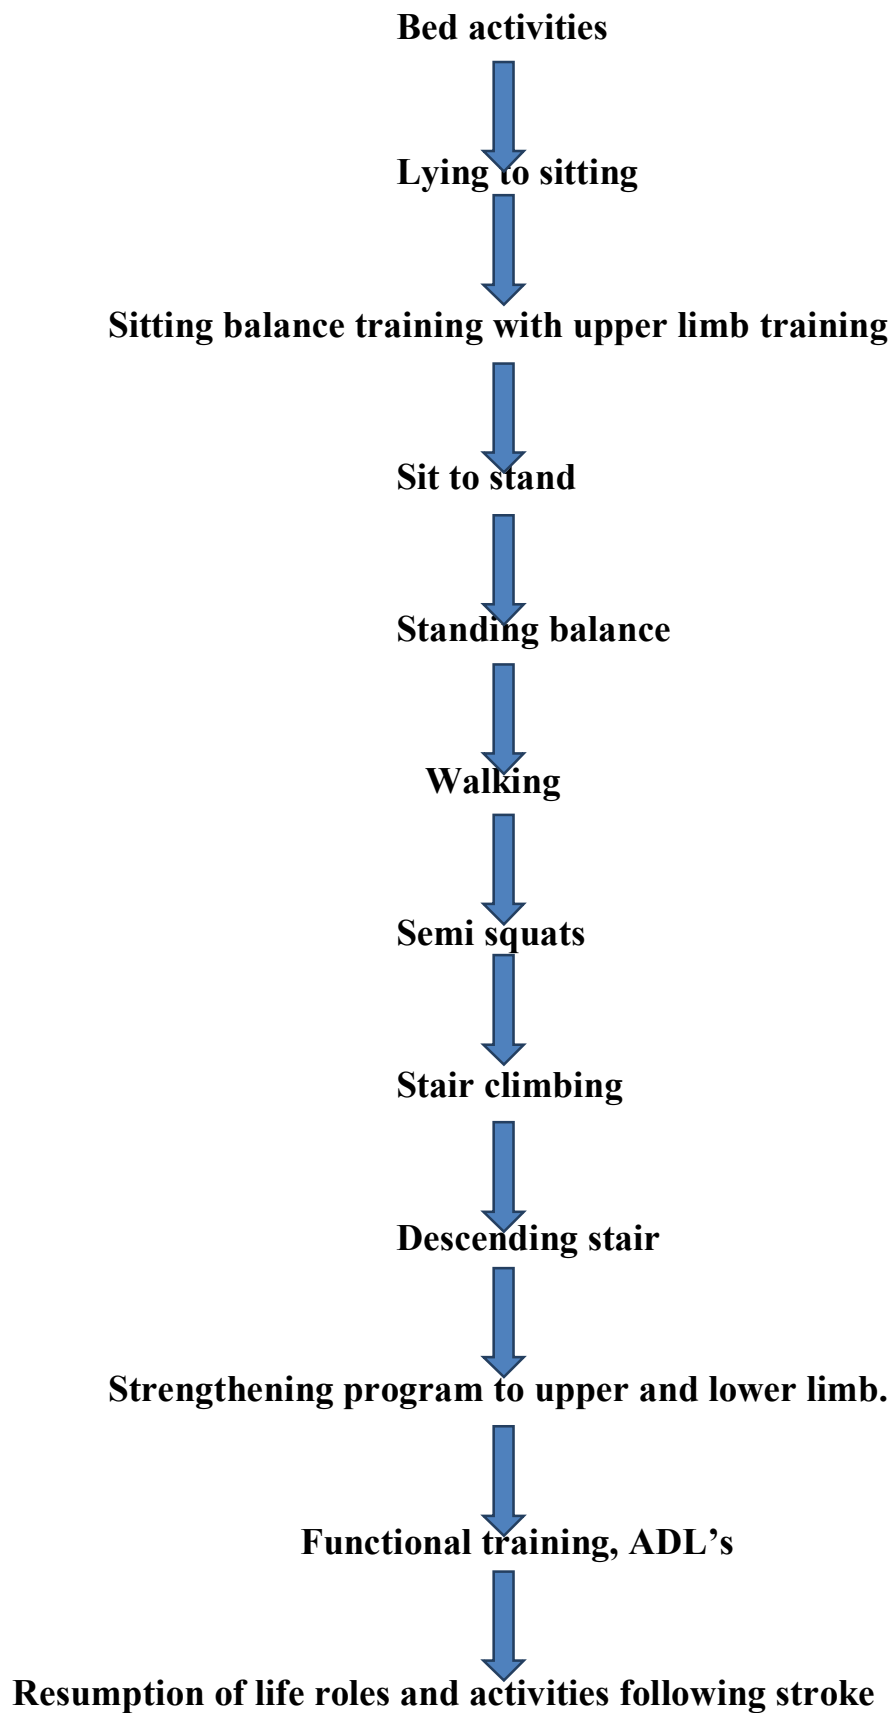 Bed activities
Lying to sitting
Sitting balance training with upper limb training
Sit to stand
Standing balance
Walking
Semi squats
Stair climbing
Descending stair
Strengthening program to upper and lower limb.
Functional training, ADL’s
Resumption of life roles and activities following stroke